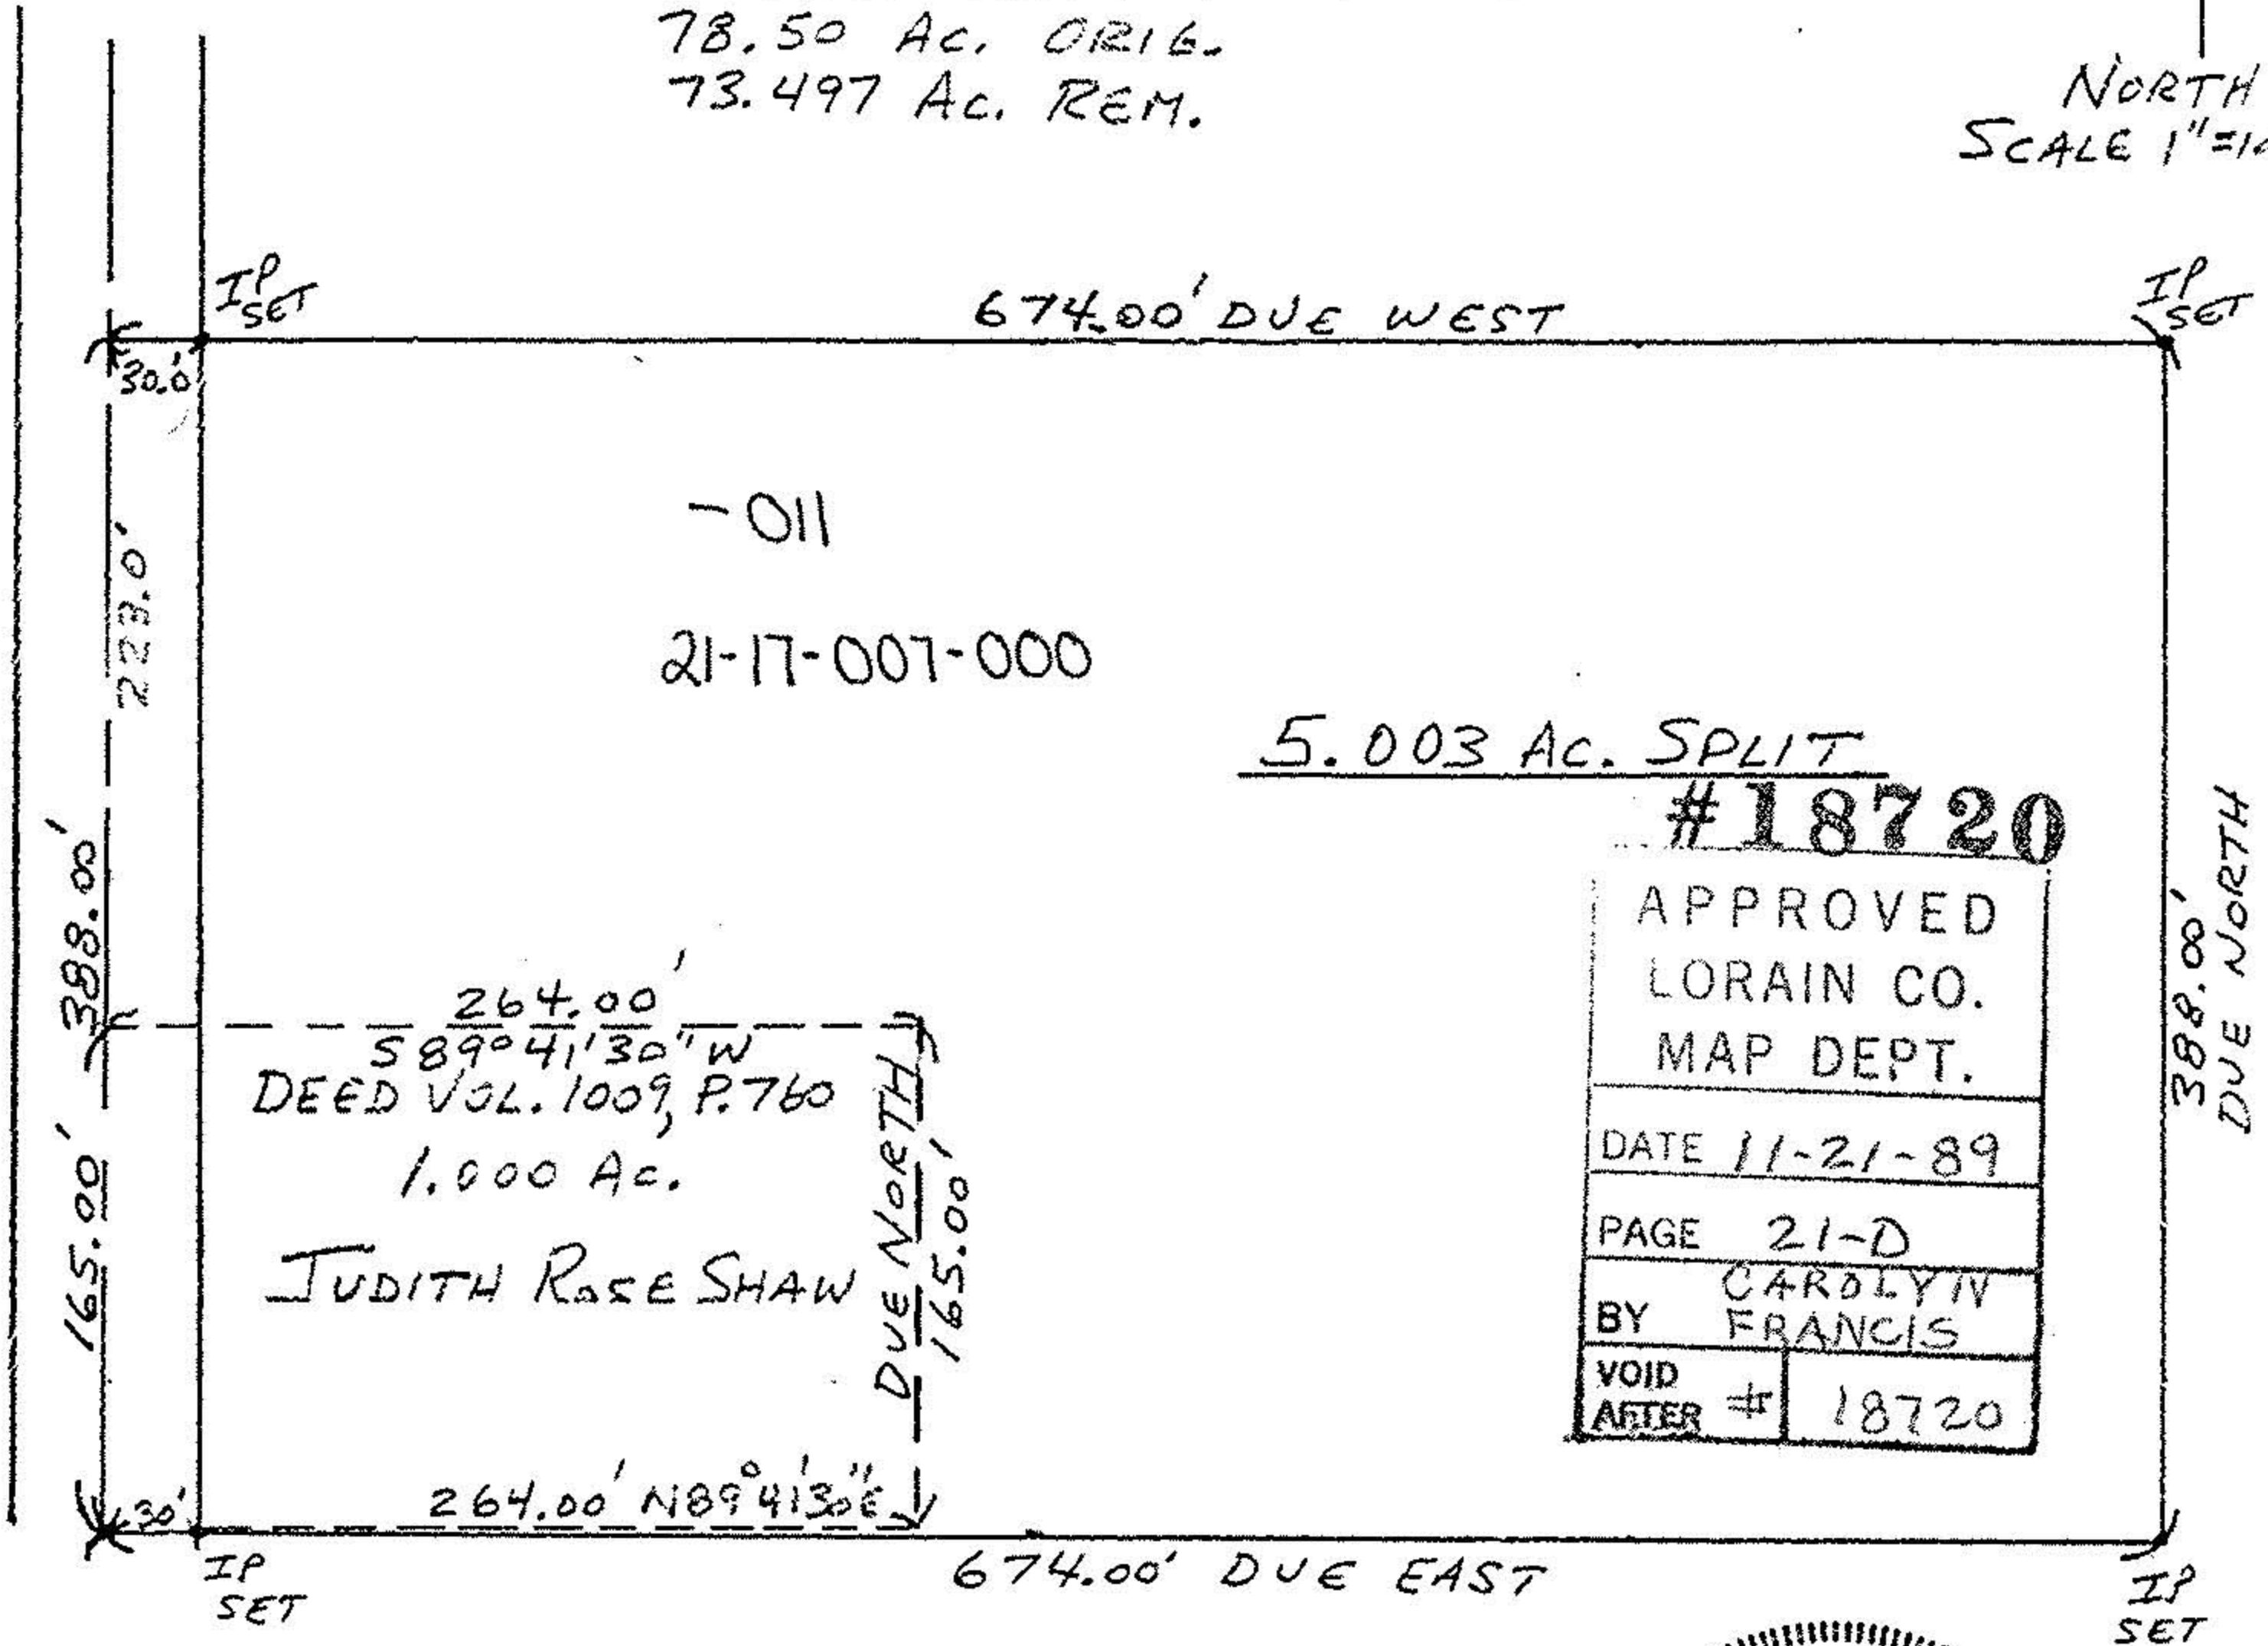 78.50 AC. ORIG.
73.497 AC. REM.
NORTH
SCALE 1"=
IP
SET
674.00' DUE WEST
IP
SET
30.0'
223.0'
-011
21-17-007-000
5.003 AC. SPLIT
#18720
APPROVED
LORAIN CO.
MAP DEPT.
DATE 11-21-89
PAGE 21-D
BY CAROLYN
FRANCIS
VOID
AFTER # 18720
388.00'
388.00'
DUE NORTH
264.00'
S 89° 41' 30" W
DEED VOL. 1009, P. 760
1.000 AC.
JUDITH ROSE SHAW
DUE NORTH
165.00'
165.00'
30'
264.00' N 89° 41' 30" E
IP
SET
674.00' DUE EAST
IP
SET